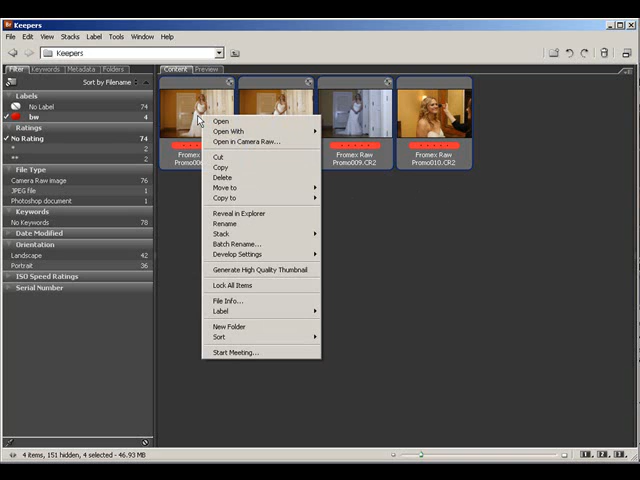 Br Keepers
File Edit View Stacks Label Tools Window Help
Keepers
Filter Keywords Metadata Folders
Content Preview
Sort by Filename
Labels
No Label 74
bw 4
Ratings
No Rating 74
*
**
File Type
Camera Raw image 76
JPEG file 1
Photoshop document 1
Keywords
No Keywords 78
Date Modified
Orientation
Landscape 42
Portrait 36
ISO Speed Ratings
Serial Number
Fromex Raw
Fromex Raw
Promo009.CR2
Fromex Raw
Promo010.CR2
Open
Open With
Open in Camera Raw...
Cut
Copy
Delete
Move to
Copy to
Reveal in Explorer
Rename
Stack
Batch Rename...
Develop Settings
Generate High Quality Thumbnail
Lock All Items
File Info...
Label
New Folder
Sort
Start Meeting...
4 items, 151 hidden, 4 selected - 46.93 MB
1 2 3